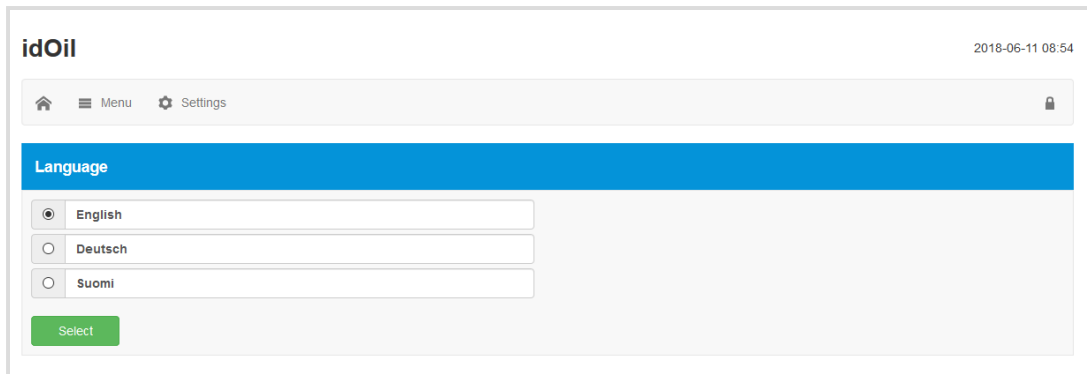 idOil
2018-06-11 08:54
Menu Settings
Language
English
Deutsch
Suomi
Select